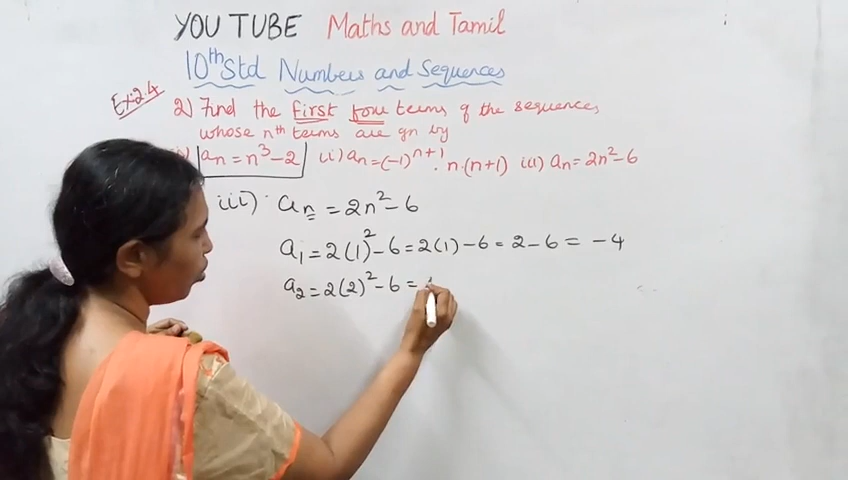 YOU TUBE Maths and Tamil
10th Std Numbers and Sequences
Ex:2.4
2) Find the first four terms of the sequences
whose nth terms are gn by
aₙ = n³ – 2 ii) aₙ = (–1)ⁿ⁺¹ . n.(n+1) iii) aₙ = 2n² – 6
iii) aₙ = 2n² – 6
a₁ = 2(1)² – 6 = 2(1) – 6 = 2 – 6 = – 4
a₂ = 2(2)² – 6 =